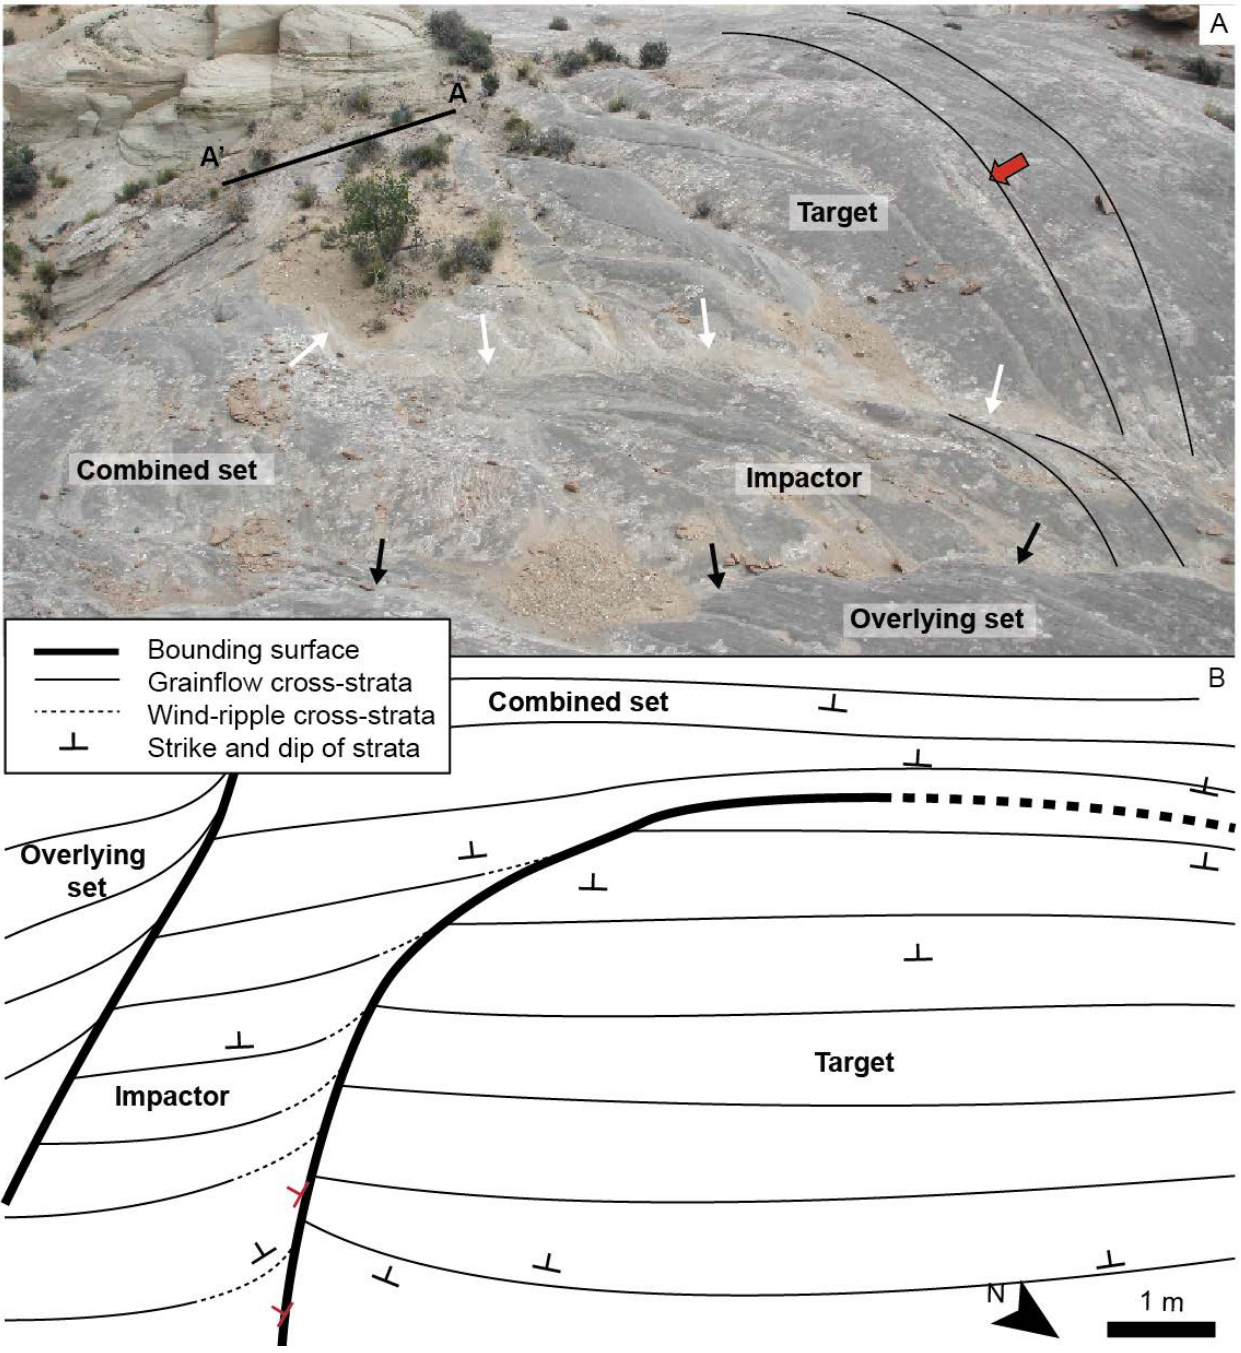 A
A
A'
Target
Combined set
Impactor
Overlying set
Bounding surface
Grainflow cross-strata
Wind-ripple cross-strata
Strike and dip of strata
B
Combined set
Overlying
set
Target
Impactor
N
1 m